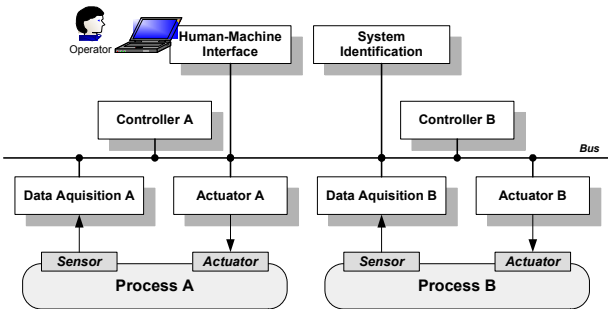 Operator
Human-Machine
Interface
System
Identification
Controller A
Controller B
Bus
Data Aquisition A
Actuator A
Data Aquisition B
Actuator B
Sensor
Actuator
Sensor
Actuator
Process A
Process B